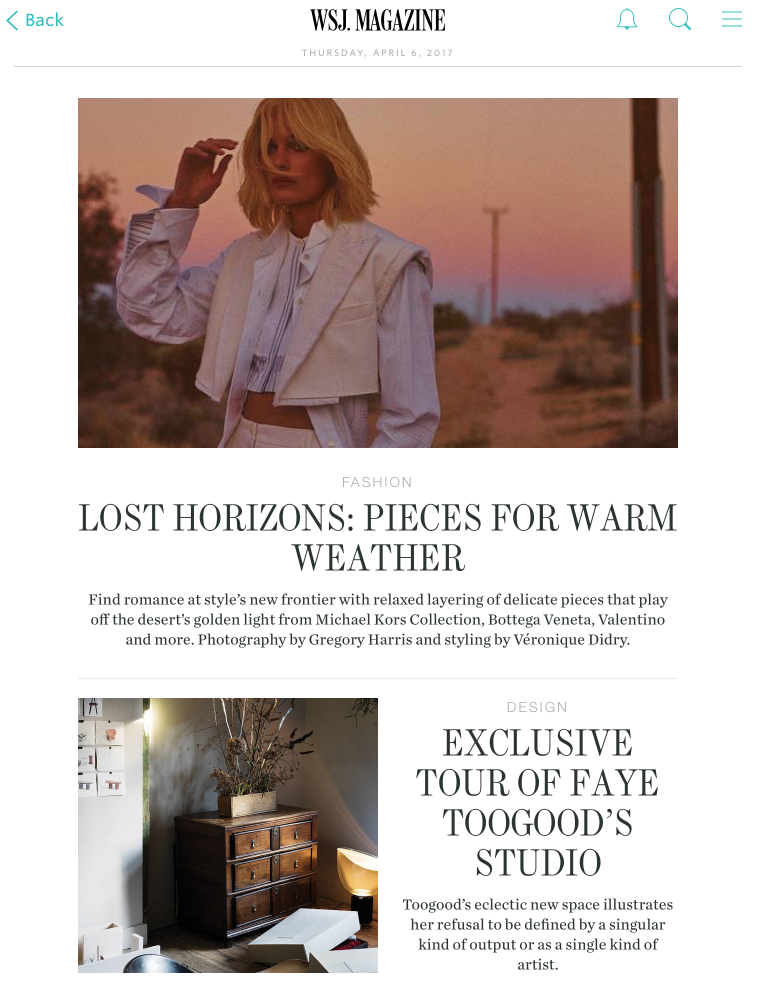 Back
WSJ. MAGAZINE
THURSDAY, APRIL 6, 2017
FASHION
LOST HORIZONS: PIECES FOR WARM
WEATHER
Find romance at style’s new frontier with relaxed layering of delicate pieces that play
off the desert’s golden light from Michael Kors Collection, Bottega Veneta, Valentino
and more. Photography by Gregory Harris and styling by Véronique Didry.
DESIGN
EXCLUSIVE
TOUR OF FAYE
TOOGOOD’S
STUDIO
Toogood’s eclectic new space illustrates
her refusal to be defined by a singular
kind of output or as a single kind of
artist.